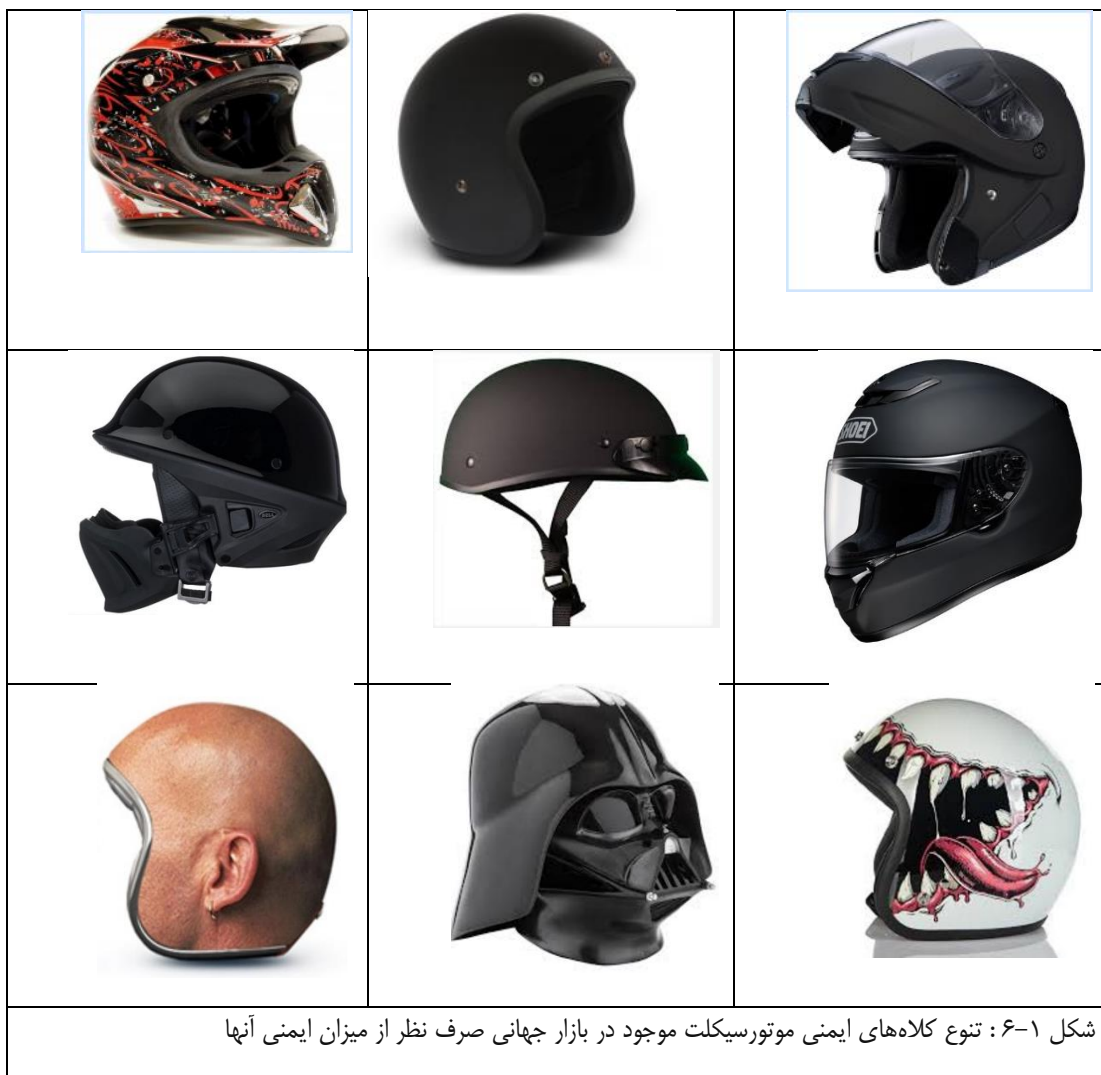 SHOEI
شکل ۱-۶: تنوع کلاه‌های ایمنی موتورسیکلت موجود در بازار جهانی صرف نظر از میزان ایمنی آنها